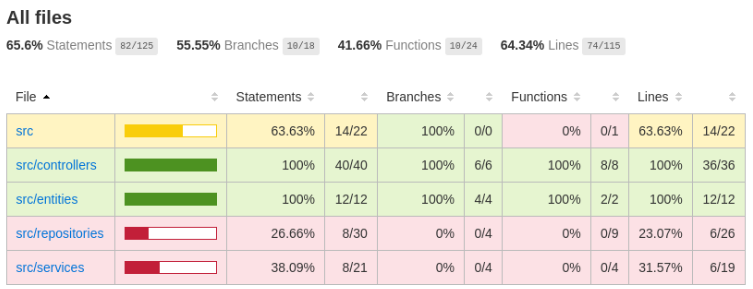 All files
65.6% Statements 82/125 55.55% Branches 10/18 41.66% Functions 10/24 64.34% Lines 74/115
File Statements Branches Functions Lines
src 63.63% 14/22 100% 0/0 0% 0/1 63.63% 14/22
src/controllers 100% 40/40 100% 6/6 100% 8/8 100% 36/36
src/entities 100% 12/12 100% 4/4 100% 2/2 100% 12/12
src/repositories 26.66% 8/30 0% 0/4 0% 0/9 23.07% 6/26
src/services 38.09% 8/21 0% 0/4 0% 0/4 31.57% 6/19